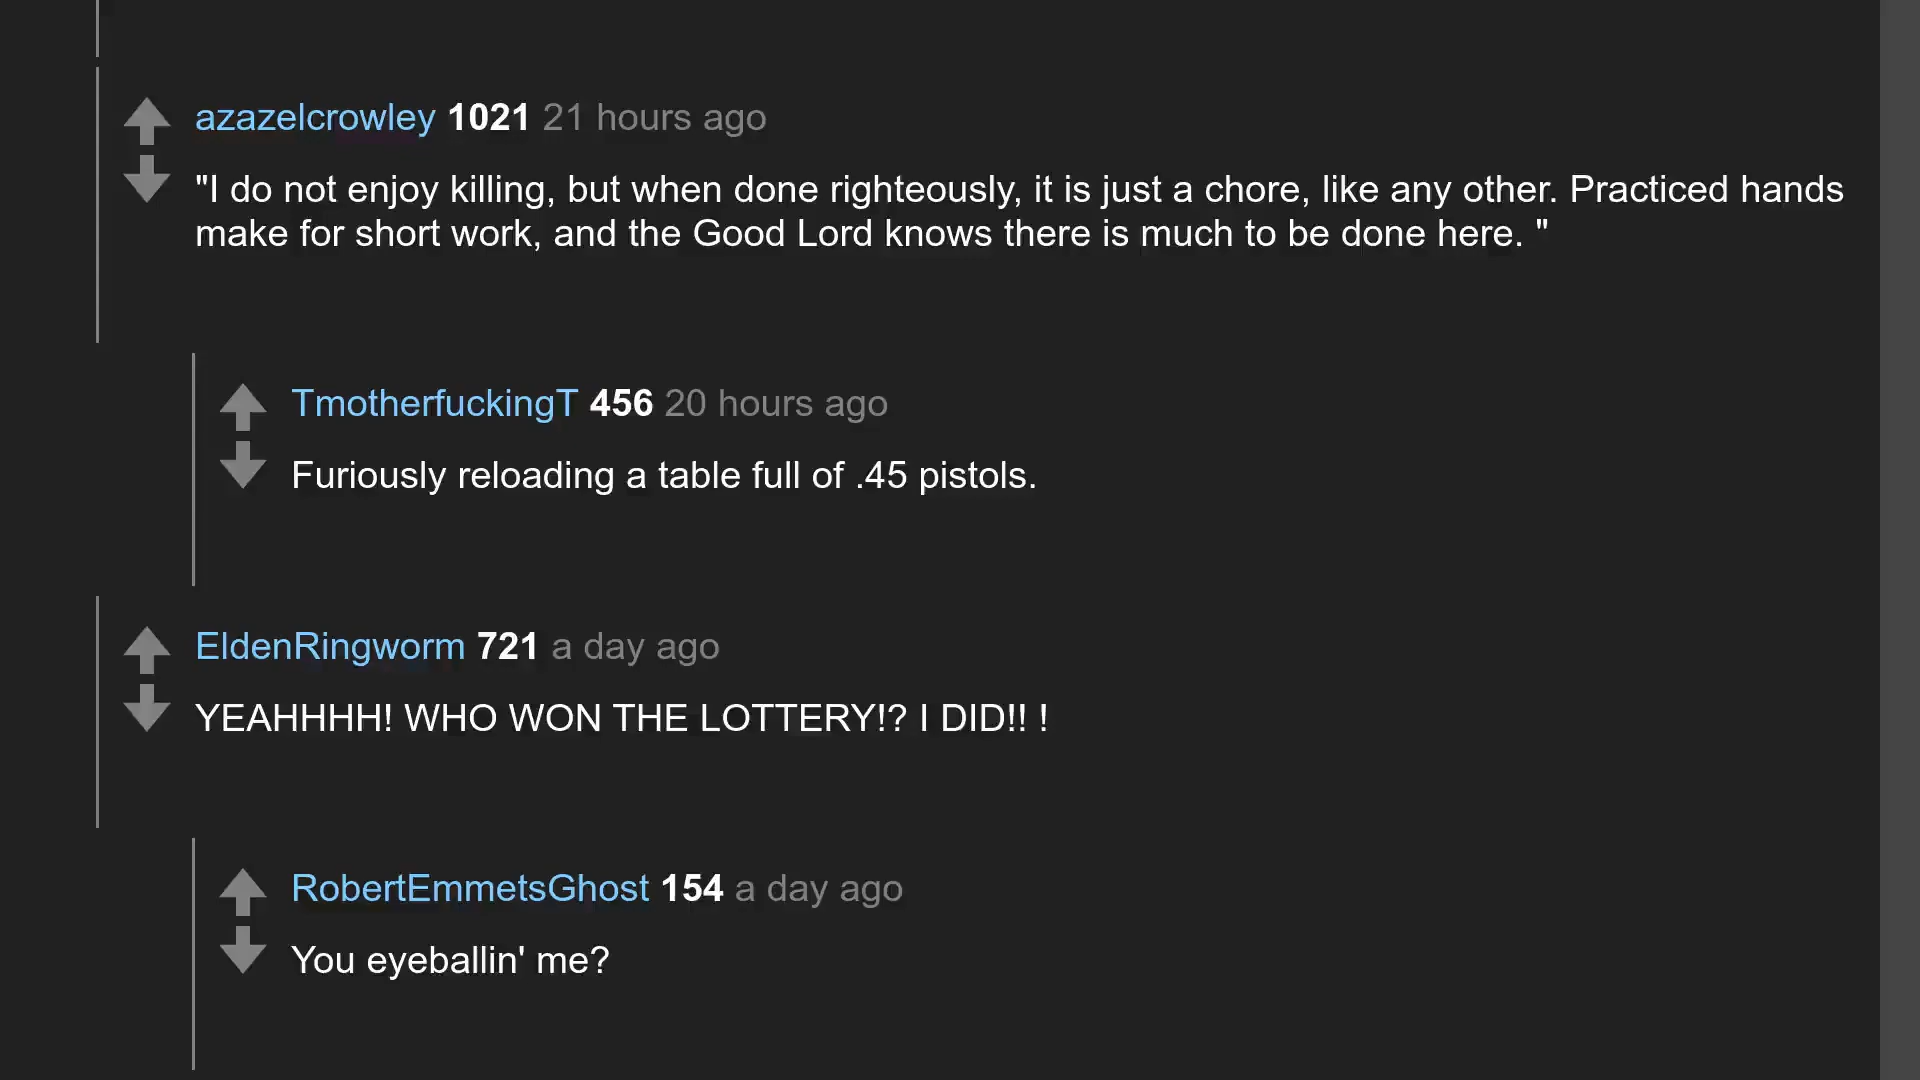 azazelcrowley 1021 21 hours ago
"I do not enjoy killing, but when done righteously, it is just a chore, like any other. Practiced hands
make for short work, and the Good Lord knows there is much to be done here. "
TmotherfuckingT 456 20 hours ago
Furiously reloading a table full of .45 pistols.
EldenRingworm 721 a day ago
YEAHHHH! WHO WON THE LOTTERY!? I DID!! !
RobertEmmetsGhost 154 a day ago
You eyeballin' me?